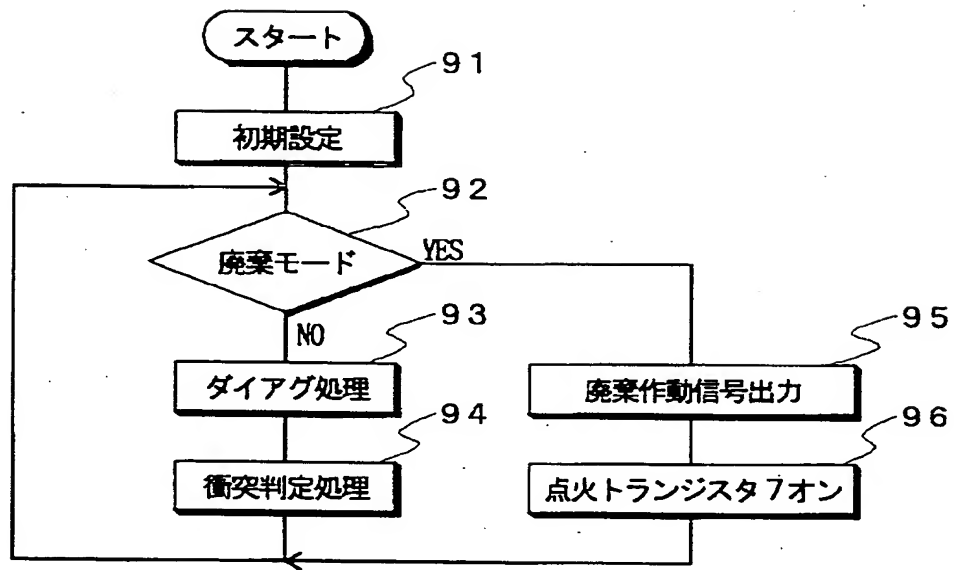 スタート
91
初期設定
92
廃棄モード
YES
NO
93
ダイアグ処理
94
衝突判定処理
95
廃棄作動信号出力
96
点火トランジスタ7オン